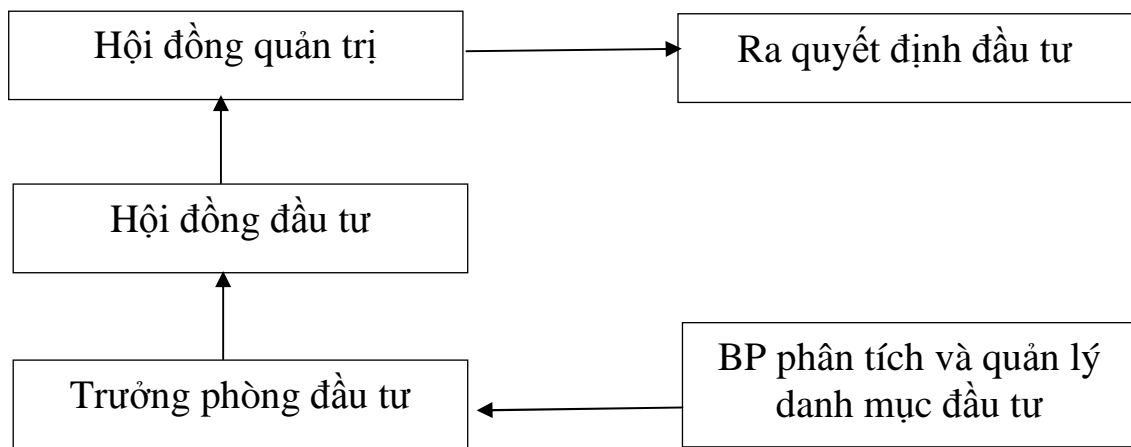 Hội đồng quản trị
Ra quyết định đầu tư
Hội đồng đầu tư
Trưởng phòng đầu tư
BP phân tích và quản lý
danh mục đầu tư